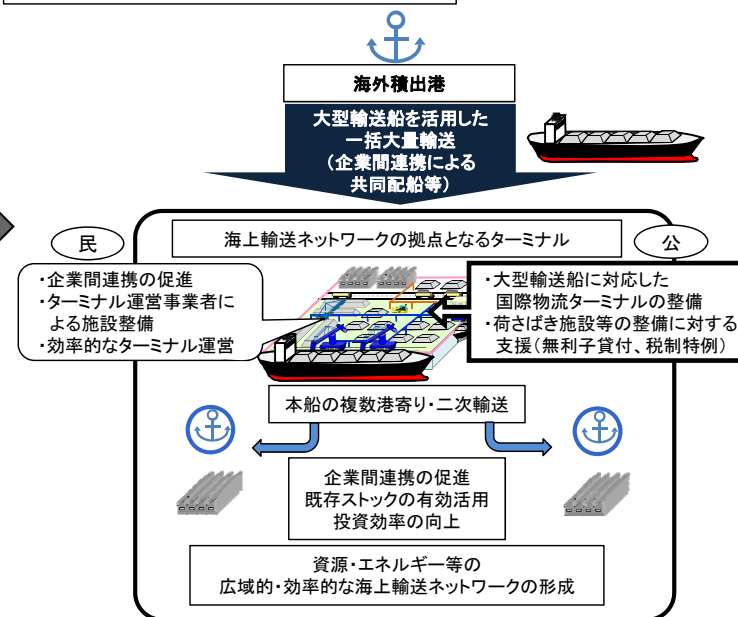 海外積出港
大型輸送船を活用した
一括大量輸送
(企業間連携による
共同配船等)
民
海上輸送ネットワークの拠点となるターミナル
公
・企業間連携の促進
・ターミナル運営事業者に
よる施設整備
・効率的なターミナル運営
・大型輸送船に対応した
国際物流ターミナルの整備
・荷さばき施設等の整備に対する
支援(無利子貸付、税制特例)
本船の複数港寄り・二次輸送
企業間連携の促進
既存ストックの有効活用
投資効率の向上
資源・エネルギー等の
広域的・効率的な海上輸送ネットワークの形成